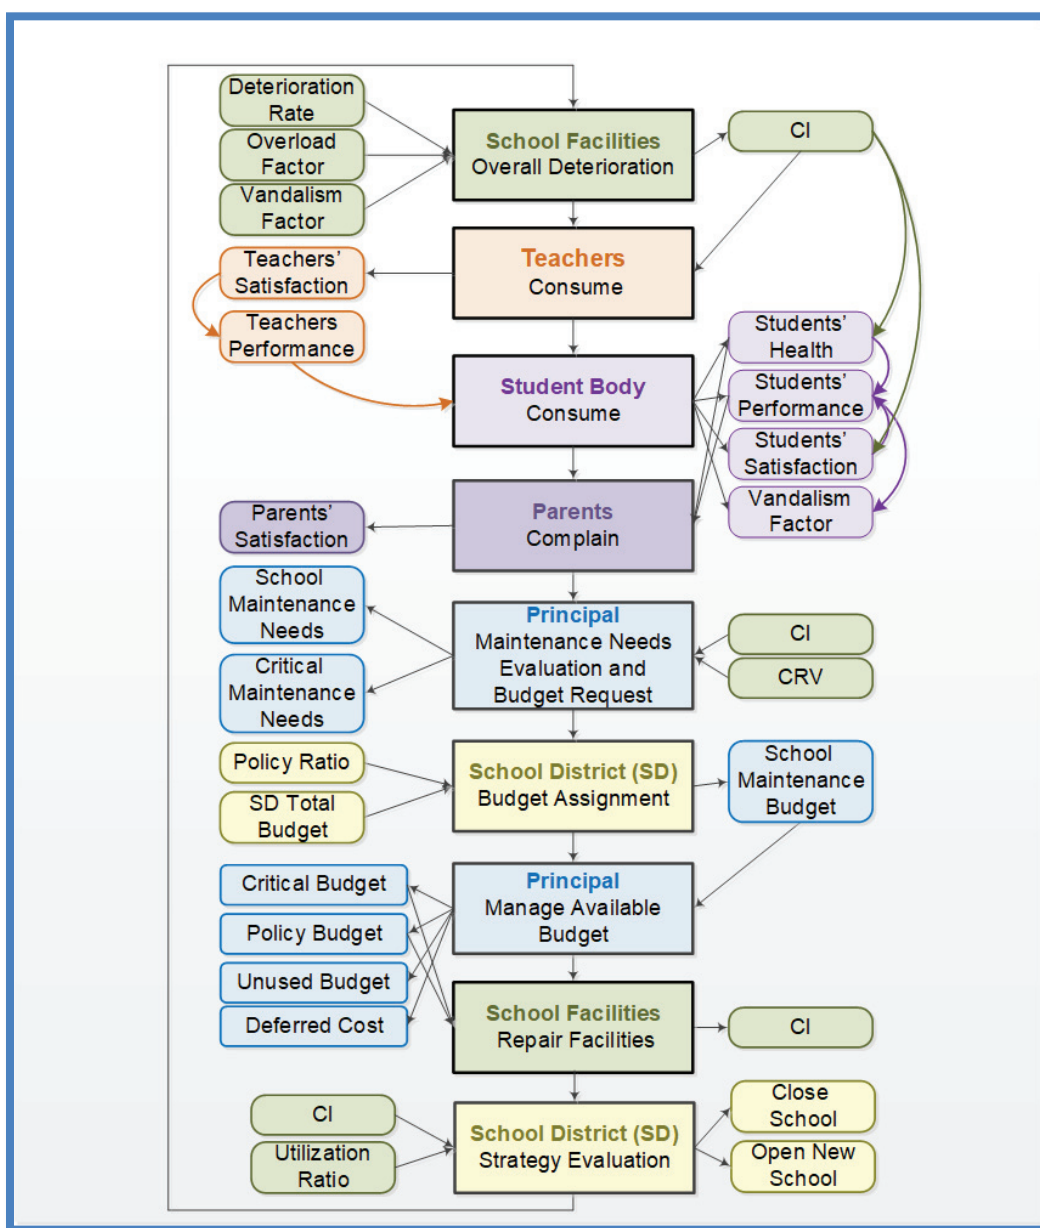 Deterioration
Rate
Overload
Factor
Vandalism
Factor
School Facilities
Overall Deterioration
CI
Teachers'
Satisfaction
Teachers
Performance
Teachers
Consume
Student Body
Consume
Students'
Health
Students'
Performance
Students'
Satisfaction
Vandalism
Factor
Parents'
Satisfaction
Parents
Complain
School
Maintenance
Needs
Critical
Maintenance
Needs
Principal
Maintenance Needs
Evaluation and
Budget Request
CI
CRV
Policy Ratio
SD Total
Budget
School District (SD)
Budget Assignment
School
Maintenance
Budget
Critical Budget
Policy Budget
Unused Budget
Deferred Cost
Principal
Manage Available
Budget
School Facilities
Repair Facilities
CI
CI
Utilization
Ratio
School District (SD)
Strategy Evaluation
Close
School
Open New
School